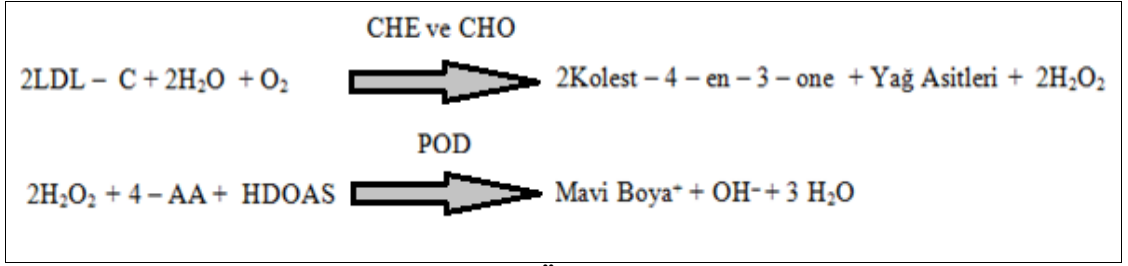 CHE ve CHO
2LDL – C + 2H₂O + O₂ 2Kolest – 4 – en – 3 – one + Yağ Asitleri + 2H₂O₂
POD
2H₂O₂ + 4 – AA + HDOAS Mavi Boya⁺ + OH⁻ + 3 H₂O